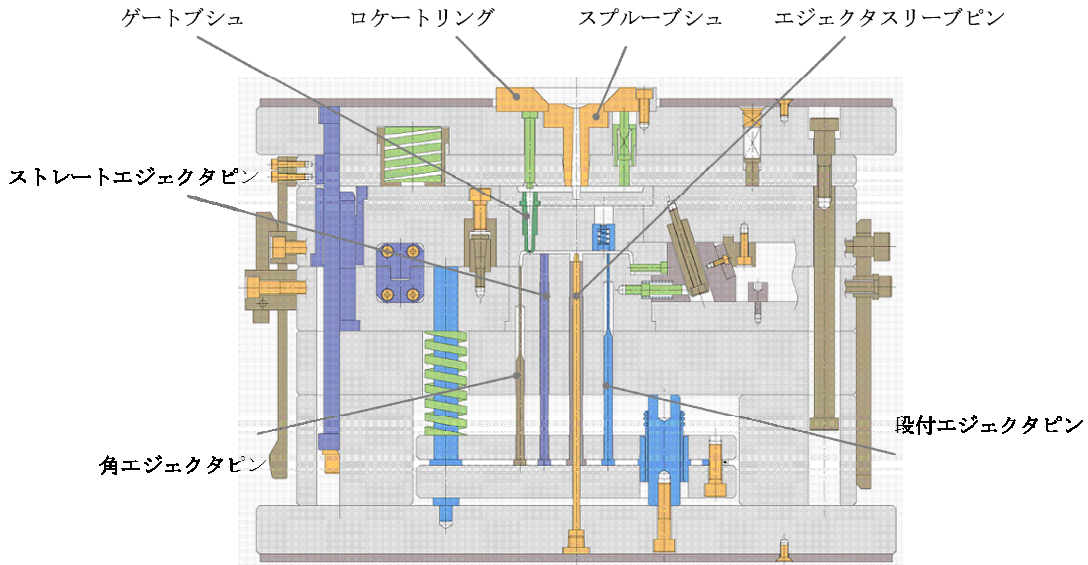 ゲートブシュ
ロケートリング
スプルーブシュ
エジェクタスリーブピン
ストレートエジェクタピン
段付エジェクタピン
角エジェクタピン